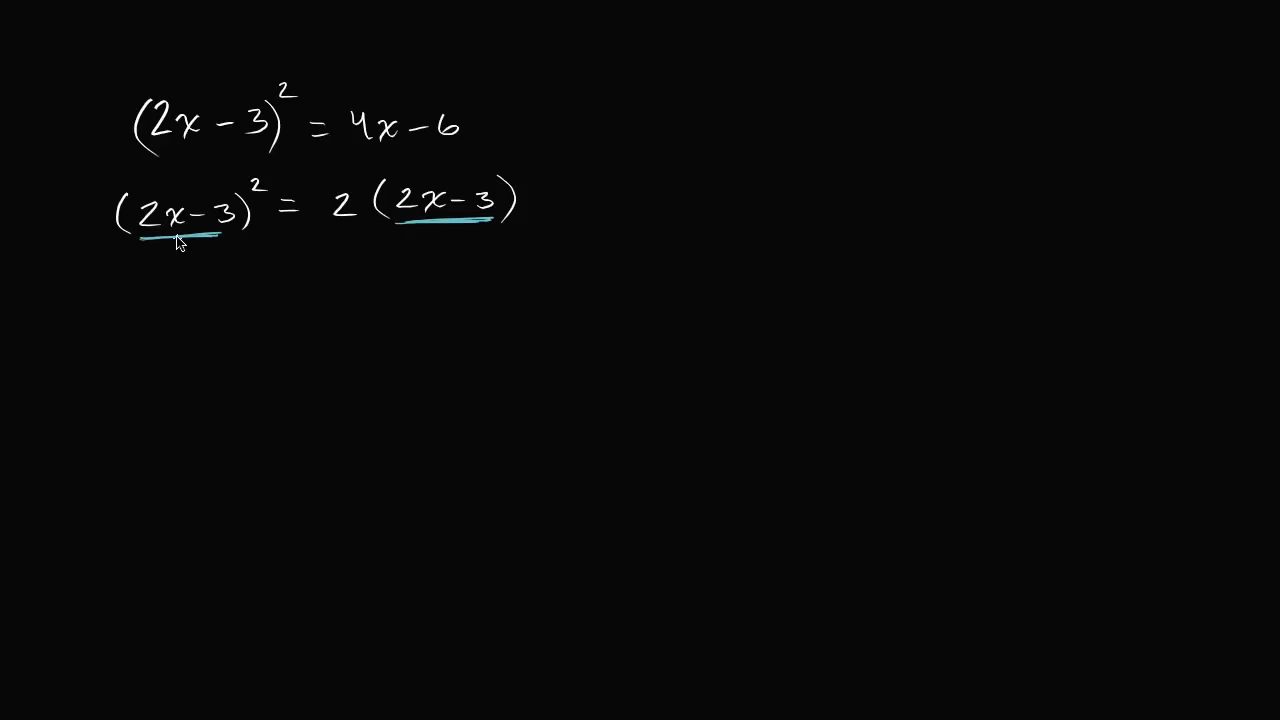 (2x - 3)² = 4x - 6
(2x - 3)² = 2 (2x - 3)